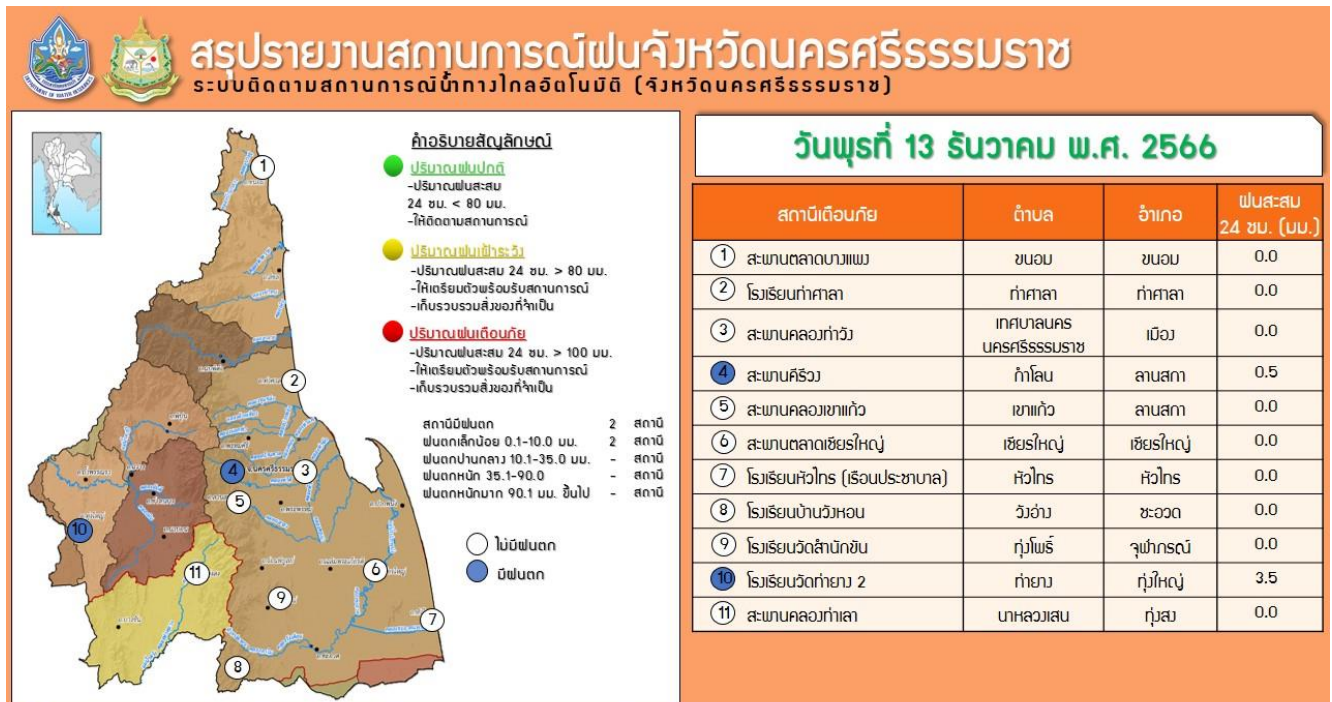 สรุปรายงานสถานการณ์ฝนจังหวัดนครศรีธรรมราช
ระบบติดตามสถานการณ์น้ำทางไกลอัตโนมัติ (จังหวัดนครศรีธรรมราช)
คำอธิบายสัญลักษณ์
ปริมาณฝนปกติ
-ปริมาณฝนสะสม
24 ชม. < 80 มม.
-ให้ติดตามสถานการณ์
ปริมาณฝนเฝ้าระวัง
-ปริมาณฝนสะสม 24 ชม. > 80 มม.
-ให้เตรียมตัวพร้อมรับสถานการณ์
-เก็บรวบรวมสิ่งของที่จำเป็น
ปริมาณฝนเตือนภัย
-ปริมาณฝนสะสม 24 ชม. > 100 มม.
-ให้เตรียมตัวพร้อมรับสถานการณ์
-เก็บรวบรวมสิ่งของที่จำเป็น
สถานีมีฝนตก 2 สถานี
ฝนตกเล็กน้อย 0.1-10.0 มม. 2 สถานี
ฝนตกปานกลาง 10.1-35.0 มม. - สถานี
ฝนตกหนัก 35.1-90.0 - สถานี
ฝนตกหนักมาก 90.1 มม. ขึ้นไป - สถานี
ไม่มีฝนตก
มีฝนตก
1
2
3
4
5
6
7
8
9
10
11
วันพุธที่ 13 ธันวาคม พ.ศ. 2566
สถานีเตือนภัย ตำบล อำเภอ ฝนสะสม
24 ชม. (มม.)
1 สะพานตลาดบางแพง ขนอม ขนอม 0.0
2 โรงเรียนท่าศาลา ท่าศาลา ท่าศาลา 0.0
3 สะพานคลองท่าวัง เทศบาลนคร
นครศรีธรรมราช เมือง 0.0
4 สะพานคีรีวง กำโลน ลานสกา 0.5
5 สะพานคลองเขาแก้ว เขาแก้ว ลานสกา 0.0
6 สะพานตลาดเชียรใหญ่ เชียรใหญ่ เชียรใหญ่ 0.0
7 โรงเรียนหัวไทร (เรือนประชาบาล) หัวไทร หัวไทร 0.0
8 โรงเรียนบ้านวังหอน วังอ่าง ชะอวด 0.0
9 โรงเรียนวัดสำนักขัน ทุ่งโพธิ์ จุฬาภรณ์ 0.0
10 โรงเรียนวัดท่ายาง 2 ท่ายาง ทุ่งใหญ่ 3.5
11 สะพานคลองท่าเลา นาหลวงเสน ทุ่งสง 0.0